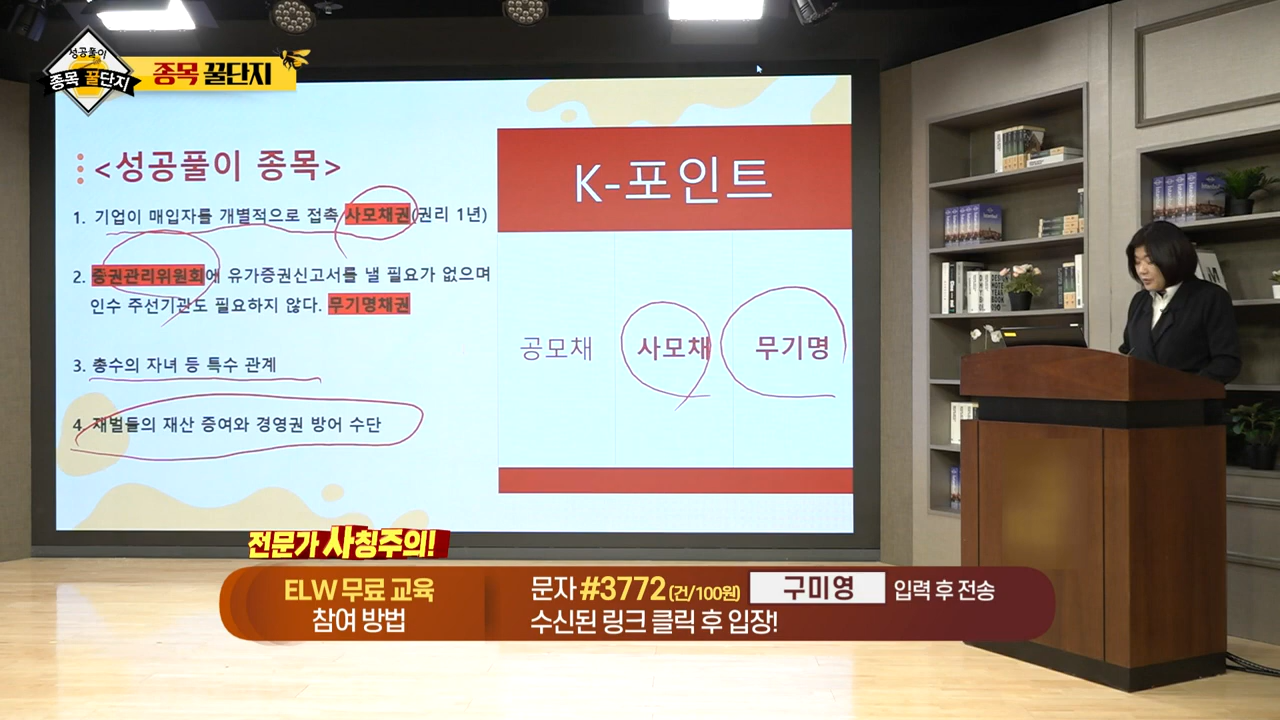 성공풀이
종목 꿀단지
종목 꿀단지
<성공풀이 종목>
1. 기업이 매입자를 개별적으로 접촉 사모채권(권리 1년)
2. 증권관리위원회에 유가증권신고서를 낼 필요가 없으며
인수 주선기관도 필요하지 않다. 무기명채권
3. 총수의 자녀 등 특수 관계
4. 재벌들의 재산 증여와 경영권 방어 수단
K-포인트
공모채
사모채
무기명
전문가 사칭주의!
ELW 무료 교육
참여 방법
문자 #3772 (건/100원) 구미영 입력 후 전송
수신된 링크 클릭 후 입장!